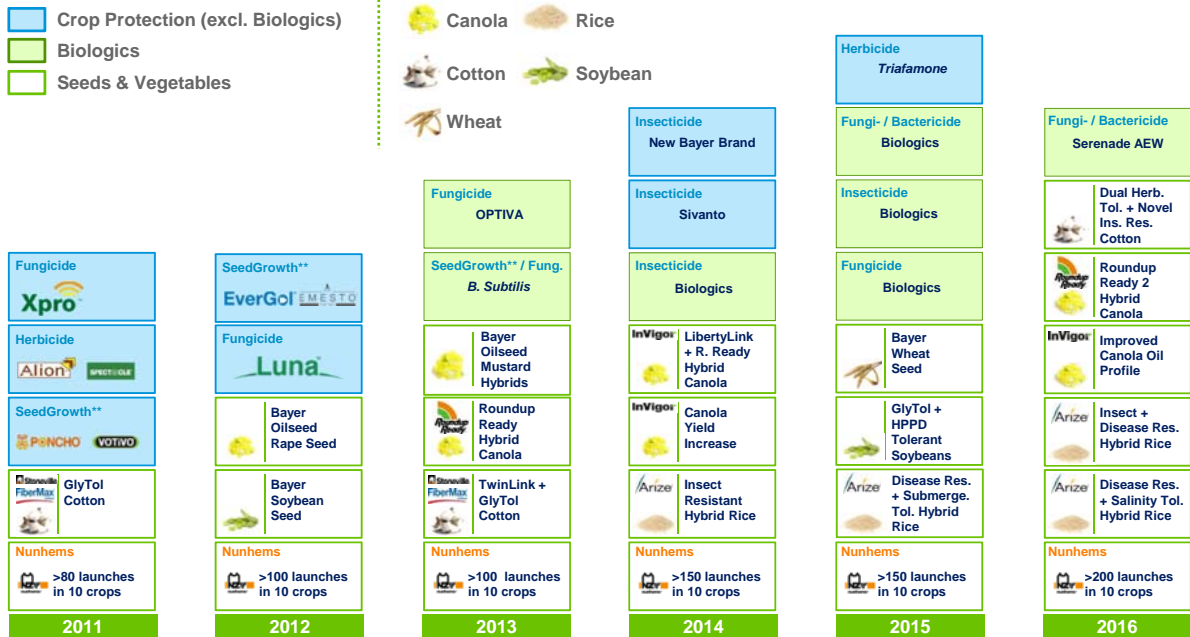 Crop Protection (excl. Biologics)
Biologics
Seeds & Vegetables
Canola
Rice
Cotton
Soybean
Wheat
Fungicide
Xpro™
Herbicide
Alion
SPECTICLE
SeedGrowth**
PONCHO
VOTiVO
Stoneville
FiberMax
GlyTol
Cotton
Nunhems
>80 launches
in 10 crops
2011
SeedGrowth**
EverGol
EMESTO
Fungicide
Luna
Bayer
Oilseed
Rape Seed
Bayer
Soybean
Seed
Nunhems
>100 launches
in 10 crops
2012
Fungicide
OPTIVA
SeedGrowth** / Fung.
B. Subtilis
Bayer
Oilseed
Mustard
Hybrids
Roundup
Ready
Roundup
Ready
Hybrid
Canola
Stoneville
FiberMax
TwinLink +
GlyTol
Cotton
Nunhems
>100 launches
in 10 crops
2013
Insecticide
New Bayer Brand
Insecticide
Sivanto
Insecticide
Biologics
InVigor
LibertyLink
+ R. Ready
Hybrid
Canola
InVigor
Canola
Yield
Increase
Arize
Insect
Resistant
Hybrid Rice
Nunhems
>150 launches
in 10 crops
2014
Herbicide
Triafamone
Fungi- / Bactericide
Biologics
Insecticide
Biologics
Fungicide
Biologics
Bayer
Wheat
Seed
GlyTol +
HPPD
Tolerant
Soybeans
Arize
Disease Res.
+ Submerge.
Tol. Hybrid
Rice
Nunhems
>150 launches
in 10 crops
2015
Fungi- / Bactericide
Serenade AEW
Dual Herb.
Tol. + Novel
Ins. Res.
Cotton
Roundup
Ready
Roundup
Ready 2
Hybrid
Canola
InVigor
Improved
Canola Oil
Profile
Arize
Insect +
Disease Res.
Hybrid Rice
Arize
Disease Res.
+ Salinity Tol.
Hybrid Rice
Nunhems
>200 launches
in 10 crops
2016